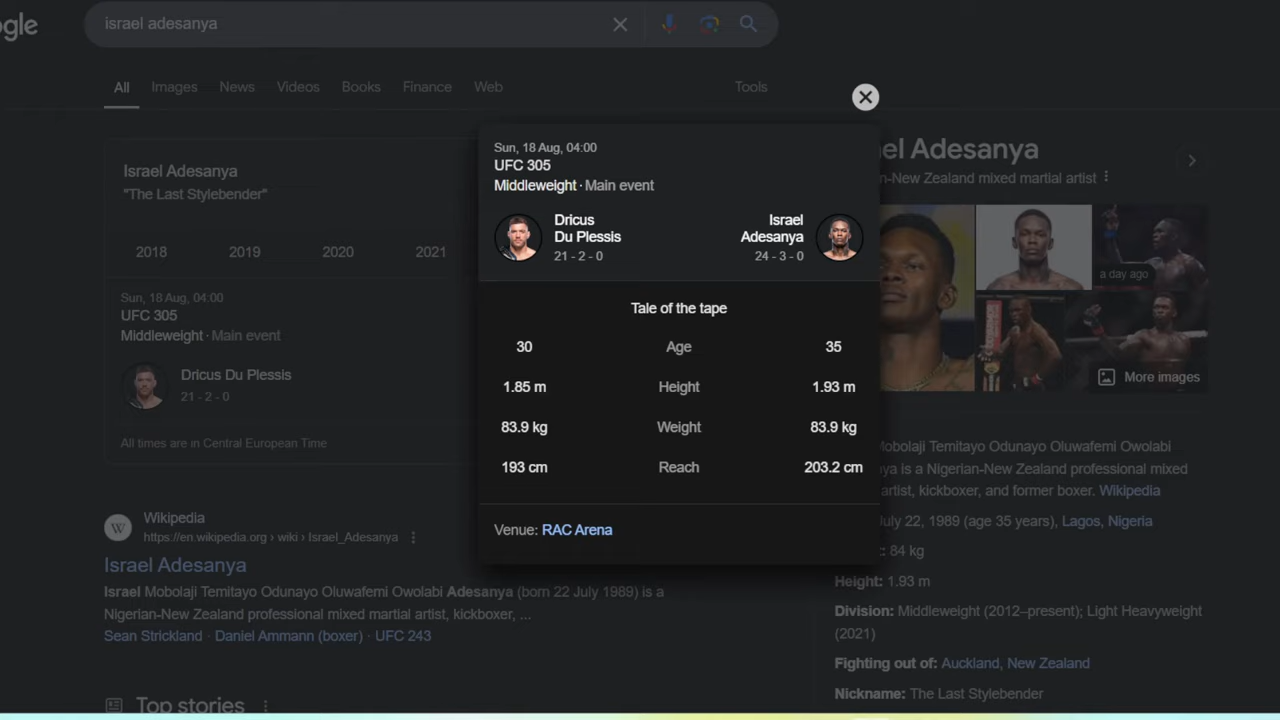 ogle
israel adesanya
All
Images
News
Videos
Books
Finance
Web
Tools
Israel Adesanya
"The Last Stylebender"
2018
2019
2020
2021
Sun, 18 Aug, 04:00
UFC 305
Middleweight · Main event
Dricus Du Plessis
21 - 2 - 0
All times are in Central European Time
W
Wikipedia
https://en.wikipedia.org › wiki › Israel_Adesanya
Israel Adesanya
Israel Mobolaji Temitayo Odunayo Oluwafemi Owolabi Adesanya (born 22 July 1989) is a
Nigerian-New Zealand professional mixed martial artist, kickboxer, ...
Sean Strickland · Daniel Ammann (boxer) · UFC 243
Top stories
Sun, 18 Aug, 04:00
UFC 305
Middleweight · Main event
Dricus
Du Plessis
21 - 2 - 0
Israel
Adesanya
24 - 3 - 0
Tale of the tape
30 Age 35
1.85 m Height 1.93 m
83.9 kg Weight 83.9 kg
193 cm Reach 203.2 cm
Venue: RAC Arena
el Adesanya
n-New Zealand mixed martial artist
a day ago
More images
Mobolaji Temitayo Odunayo Oluwafemi Owolabi
ya is a Nigerian-New Zealand professional mixed
artist, kickboxer, and former boxer. Wikipedia
July 22, 1989 (age 35 years), Lagos, Nigeria
: 84 kg
Height: 1.93 m
Division: Middleweight (2012–present); Light Heavyweight
(2021)
Fighting out of: Auckland, New Zealand
Nickname: The Last Stylebender